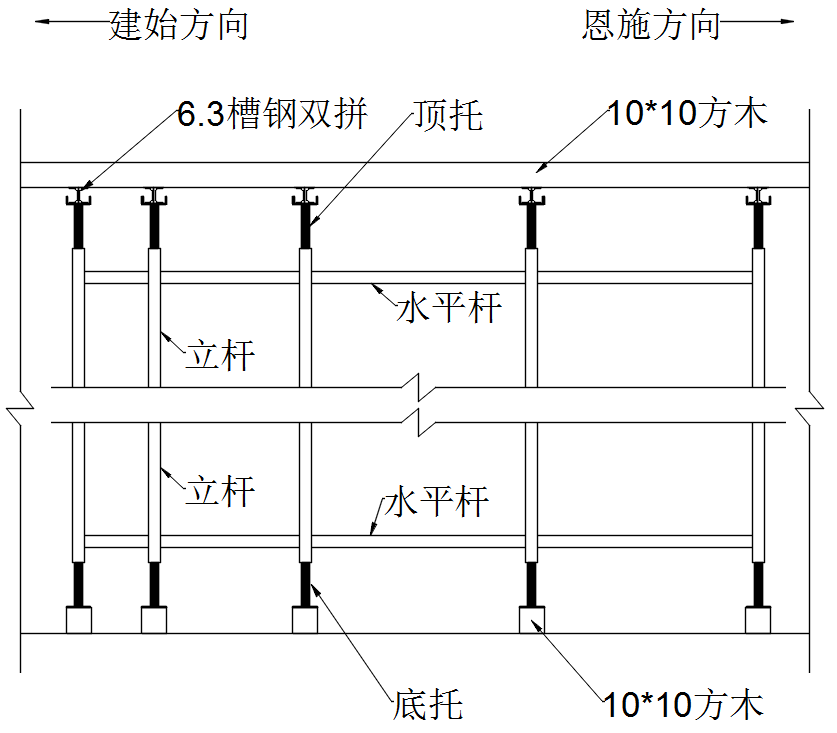 建始方向
恩施方向
6.3槽钢双拼
顶托
10*10方木
水平杆
立杆
立杆
水平杆
底托
10*10方木